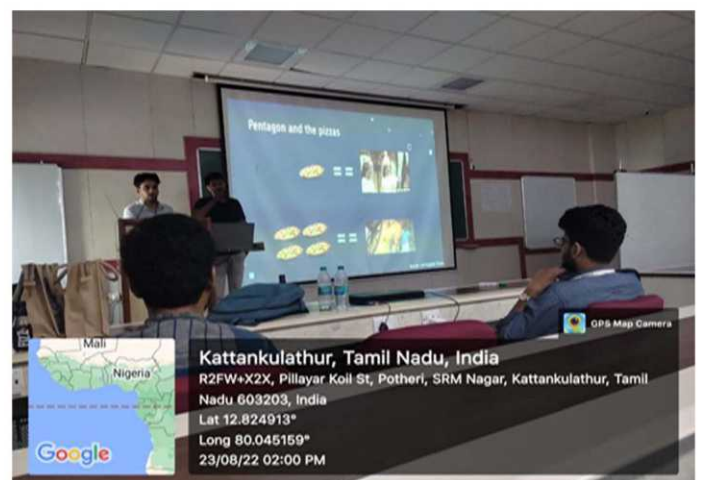 Pentagon and the pizzas
==
==
GPS Map Camera
Mali
Nigeria
Google
Kattankulathur, Tamil Nadu, India
R2FW+X2X, Pillayar Koil St, Potheri, SRM Nagar, Kattankulathur, Tamil
Nadu 603203, India
Lat 12.824913°
Long 80.045159°
23/08/22 02:00 PM